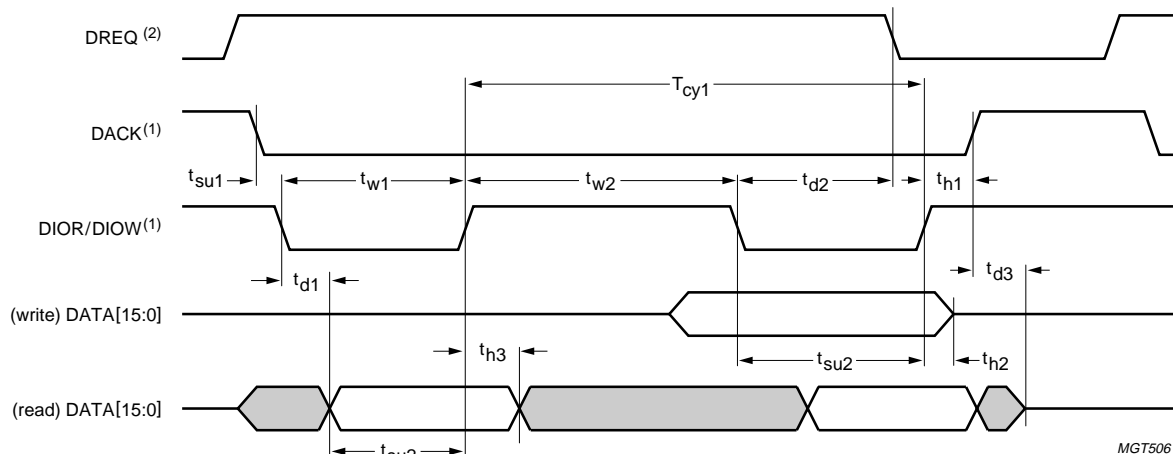 DREQ (2)
Tcy1
DACK(1)
tsu1
tw1
tw2
td2
th1
DIOR/DIOW(1)
td1
td3
(write) DATA[15:0]
th3
tsu2
th2
(read) DATA[15:0]
MGT506